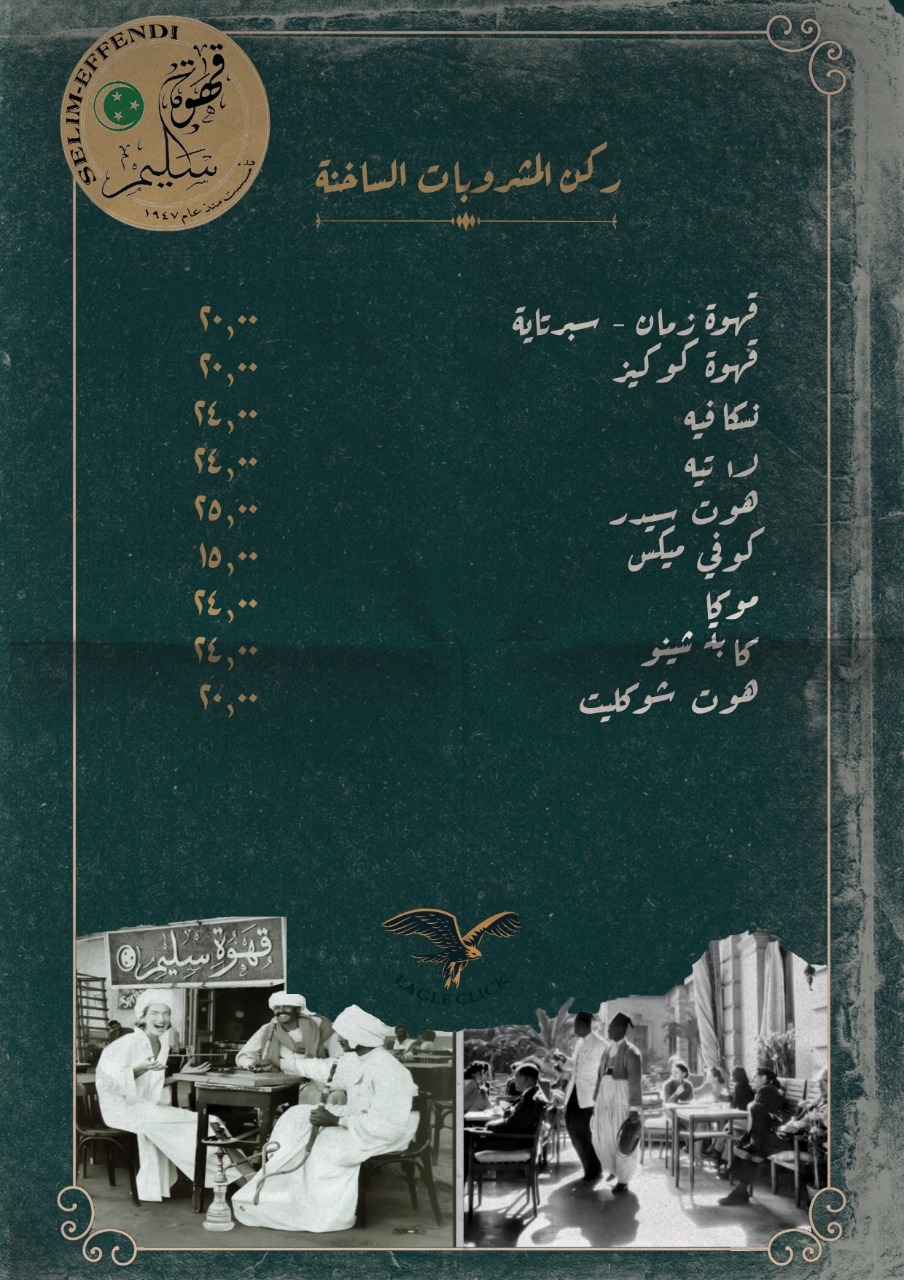 SELIM-EFFENDI
قهوة
سليم
تأسست منذ عام ١٩٤٧
ركن المشروبات الساخنة
قهوة زمان - سبرتاية ٢٠,٠٠
قهوة كوكيز ٢٠,٠٠
نسكافيه ٢٤,٠٠
لاتيه ٢٤,٠٠
هوت سيدر ٢٥,٠٠
كوفي ميكس ١٥,٠٠
موكا ٢٤,٠٠
كابتشينو ٢٤,٠٠
هوت شوكليت ٢٠,٠٠
EAGLE CLICK
قهوة سليم